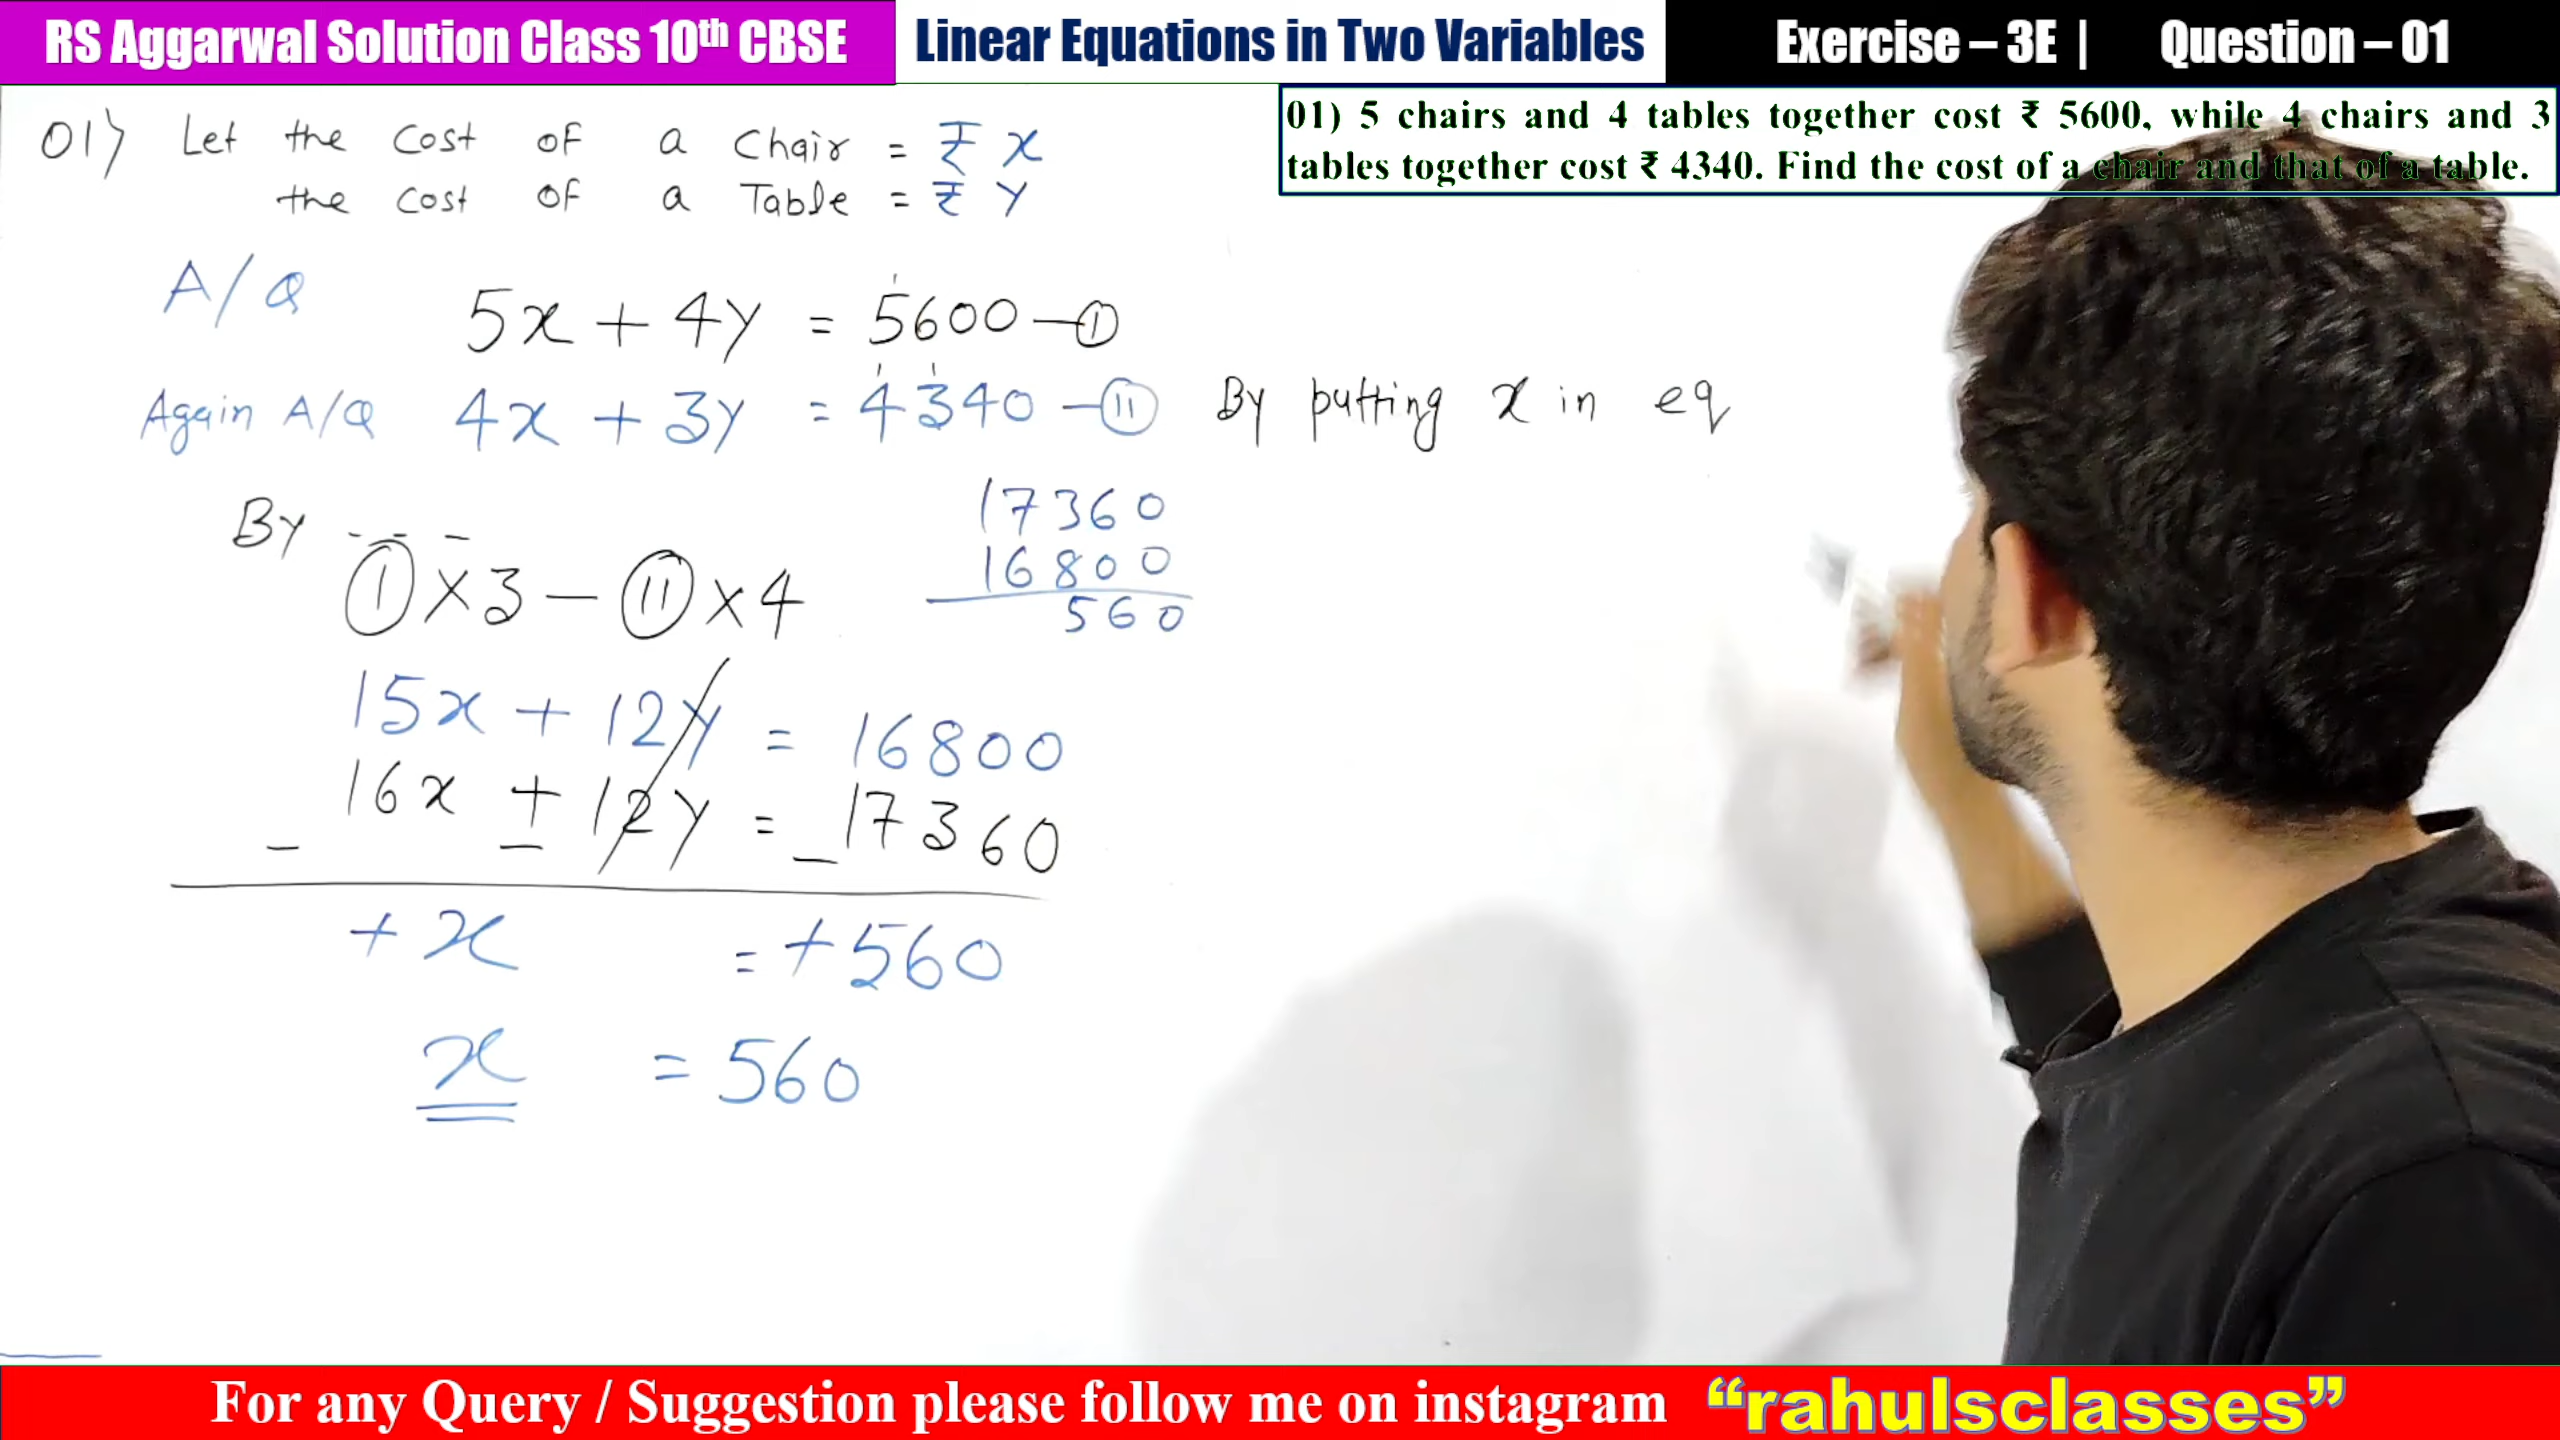 RS Aggarwal Solution Class 10th CBSE
Linear Equations in Two Variables
Exercise – 3E |
Question – 01
01) 5 chairs and 4 tables together cost ₹ 5600, while 4 chairs and 3
tables together cost ₹ 4340. Find the cost of a chair and that of a table.
01) Let the cost of a Chair = ₹ x
the cost of a Table = ₹ y
A/Q 5x + 4y = 5600 — (I)
Again A/Q 4x + 3y = 4340 — (II)
By (I) × 3 – (II) × 4
17360
16800
560
15x + 12y = 16800
16x + 12y = 17360
– – –
+ x = + 560
x = 560
By putting x in eq
For any Query / Suggestion please follow me on instagram “rahulsclasses”